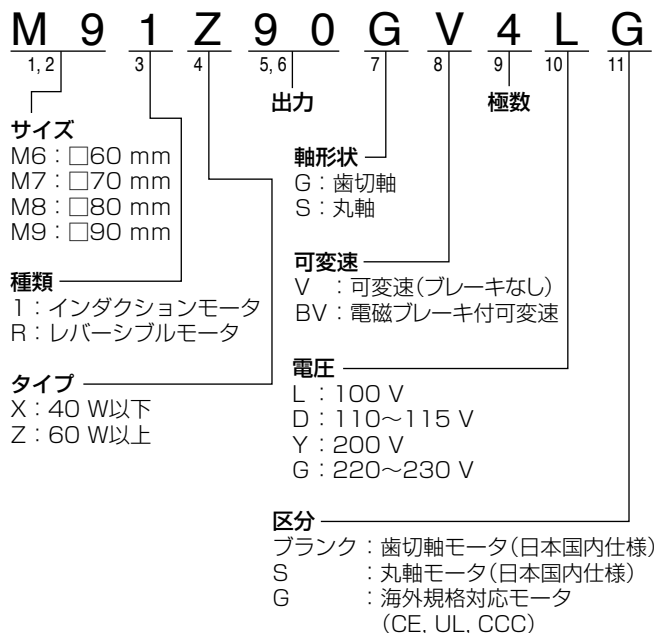 M 9 1 Z 9 0 G V 4 L G
1, 2 3 4 5, 6 7 8 9 10 11
出力 極数
サイズ
M6：□60 mm
M7：□70 mm
M8：□80 mm
M9：□90 mm
軸形状
G：歯切軸
S：丸軸
種類
1：インダクションモータ
R：レバーシブルモータ
可変速
V ：可変速（ブレーキなし）
BV：電磁ブレーキ付可変速
タイプ
X：40 W以下
Z：60 W以上
電圧
L：100 V
D：110～115 V
Y：200 V
G：220～230 V
区分
ブランク：歯切軸モータ（日本国内仕様）
S ：丸軸モータ（日本国内仕様）
G ：海外規格対応モータ
（CE, UL, CCC）